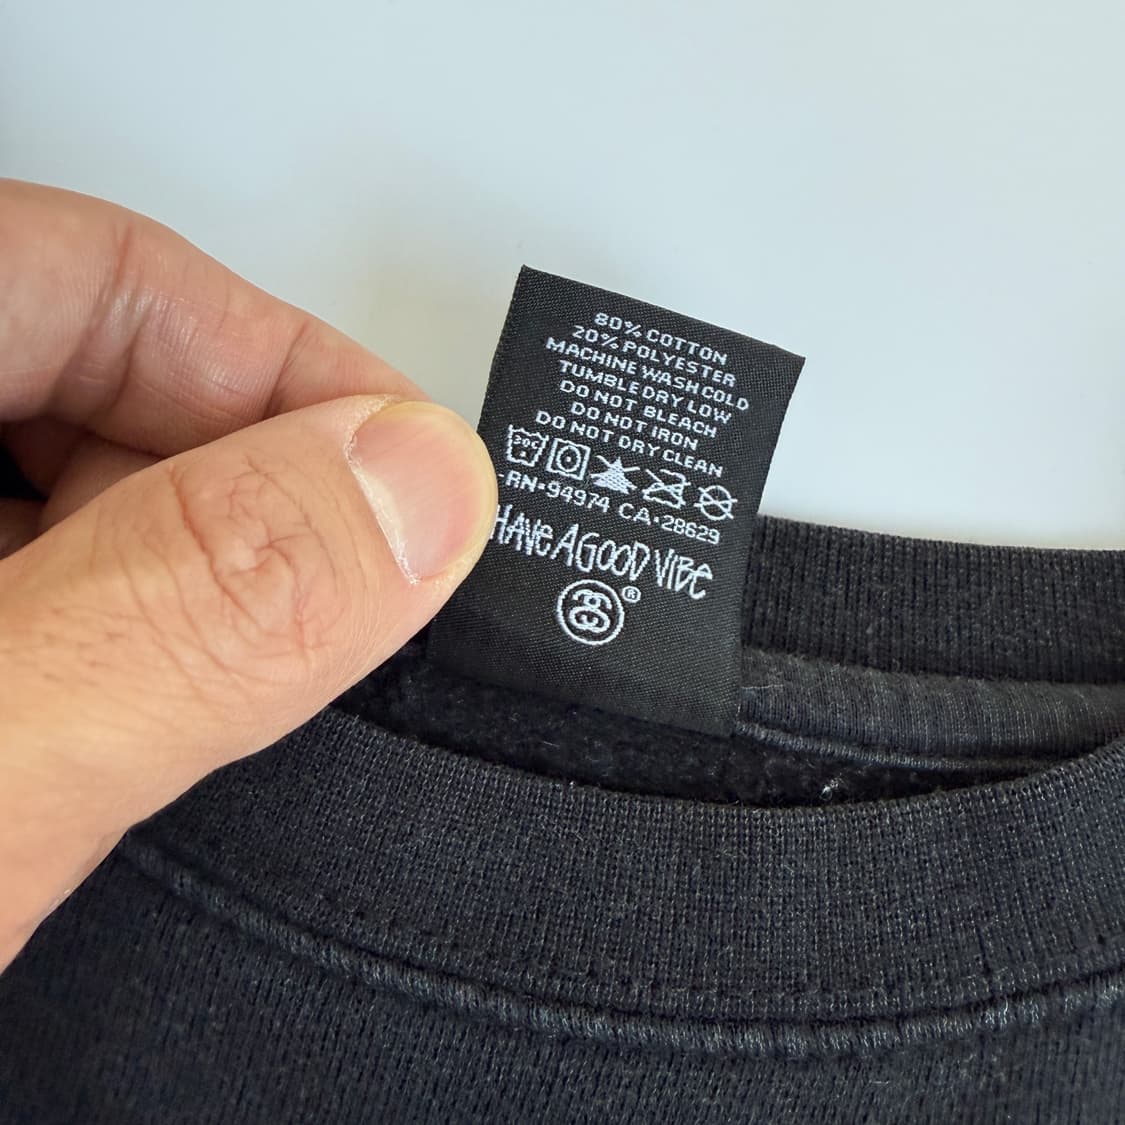 80% COTTON
20% POLYESTER
MACHINE WASH COLD
TUMBLE DRY LOW
DO NOT BLEACH
DO NOT IRON
DO NOT DRY CLEAN
30C
RN•94974 CA•28629
HAVE A GOOD VIBE
®